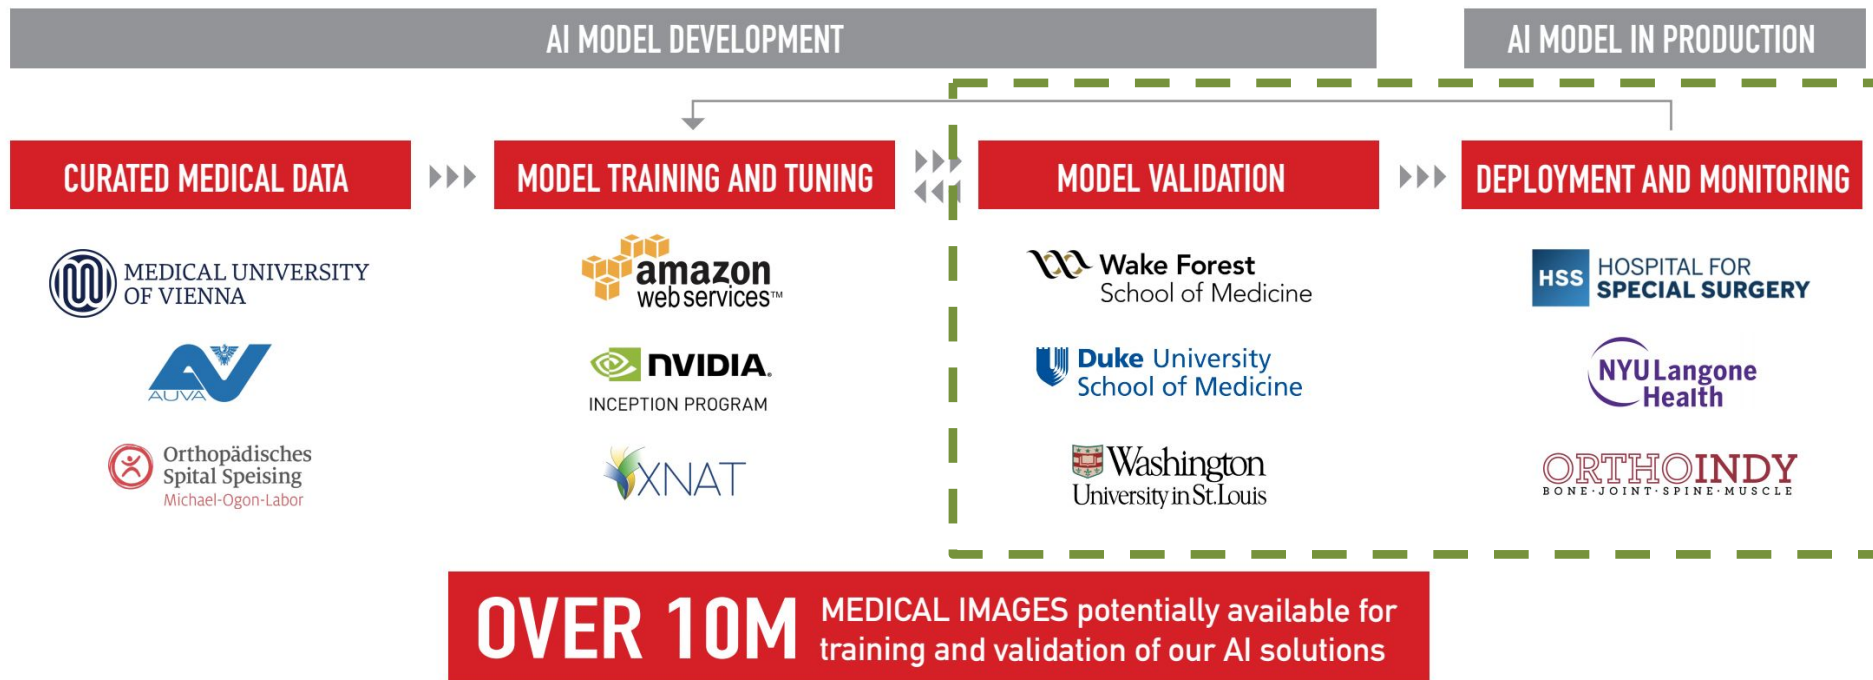 AI MODEL DEVELOPMENT
AI MODEL IN PRODUCTION
CURATED MEDICAL DATA
MODEL TRAINING AND TUNING
MODEL VALIDATION
DEPLOYMENT AND MONITORING
MEDICAL UNIVERSITY
OF VIENNA
AUVA
Orthopädisches
Spital Speising
Michael-Ogon-Labor
amazon
web services™
NVIDIA.
INCEPTION PROGRAM
XNAT
Wake Forest
School of Medicine
Duke University
School of Medicine
Washington
University in St. Louis
HSS
HOSPITAL FOR
SPECIAL SURGERY
NYU Langone
Health
ORTHOINDY
BONE·JOINT·SPINE·MUSCLE
OVER 10M
MEDICAL IMAGES potentially available for
training and validation of our AI solutions